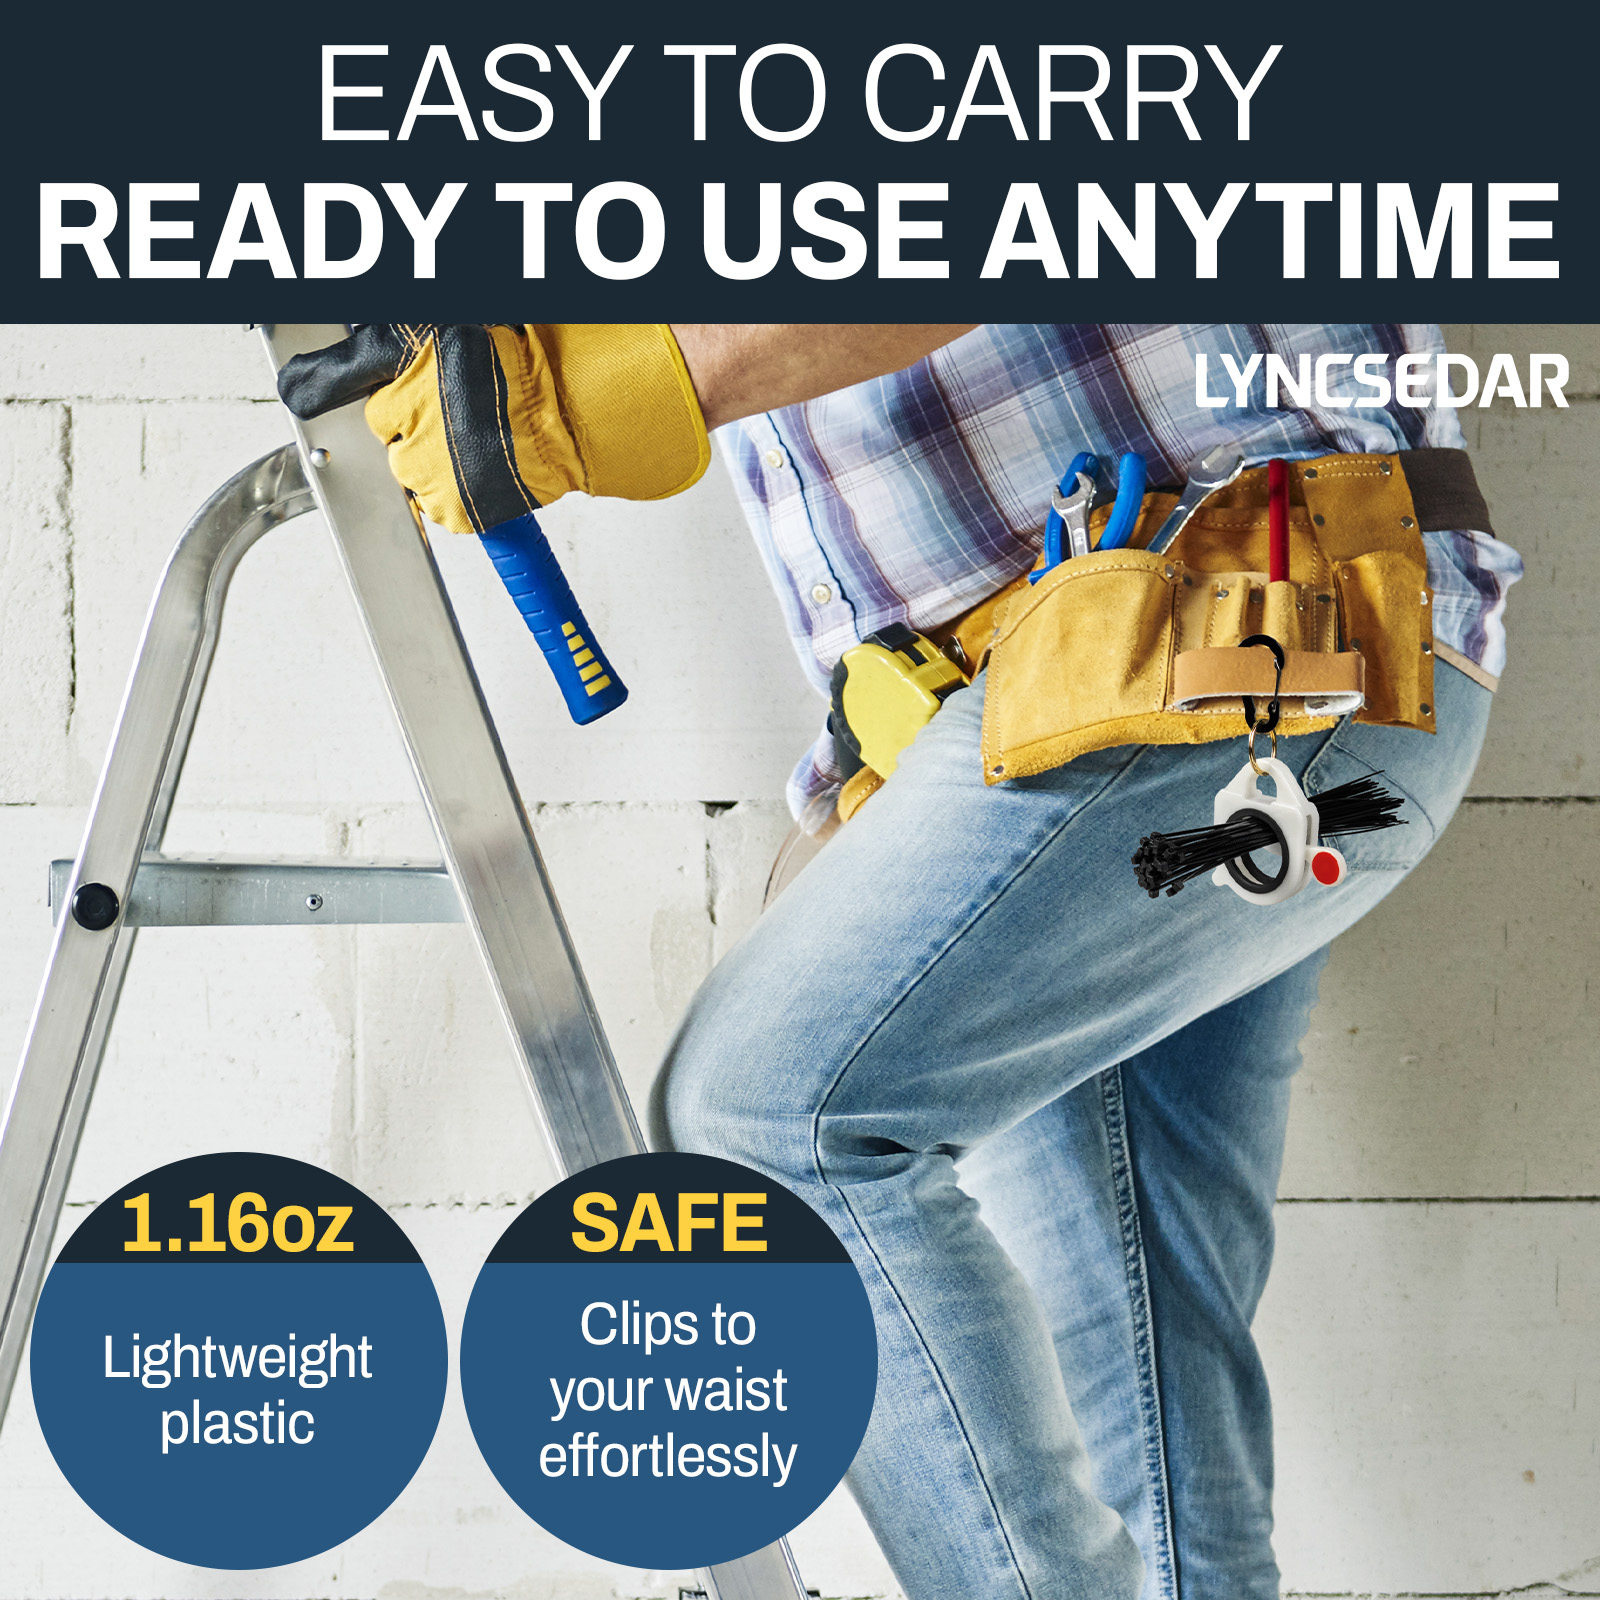 EASY TO CARRY
READY TO USE ANYTIME
LYNCSEDAR
1.16oz
Lightweight
plastic
SAFE
Clips to
your waist
effortlessly